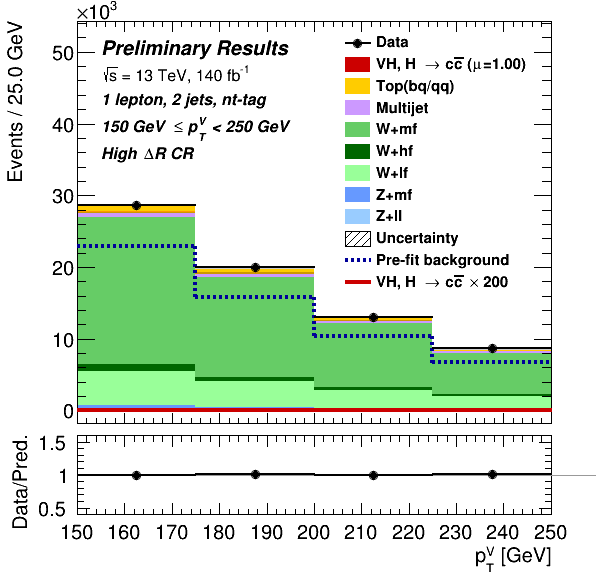 ×10³
Events / 25.0 GeV
50
40
30
20
10
0
Preliminary Results
√s = 13 TeV, 140 fb⁻¹
1 lepton, 2 jets, nt-tag
150 GeV ≤ p_T^V < 250 GeV
High ΔR CR
Data
VH, H → cc̅ (μ=1.00)
Top(bq/qq)
Multijet
W+mf
W+hf
W+lf
Z+mf
Z+ll
Uncertainty
Pre-fit background
VH, H → cc̅ × 200
Data/Pred.
1.5
1
0.5
150 160 170 180 190 200 210 220 230 240 250
p_T^V [GeV]